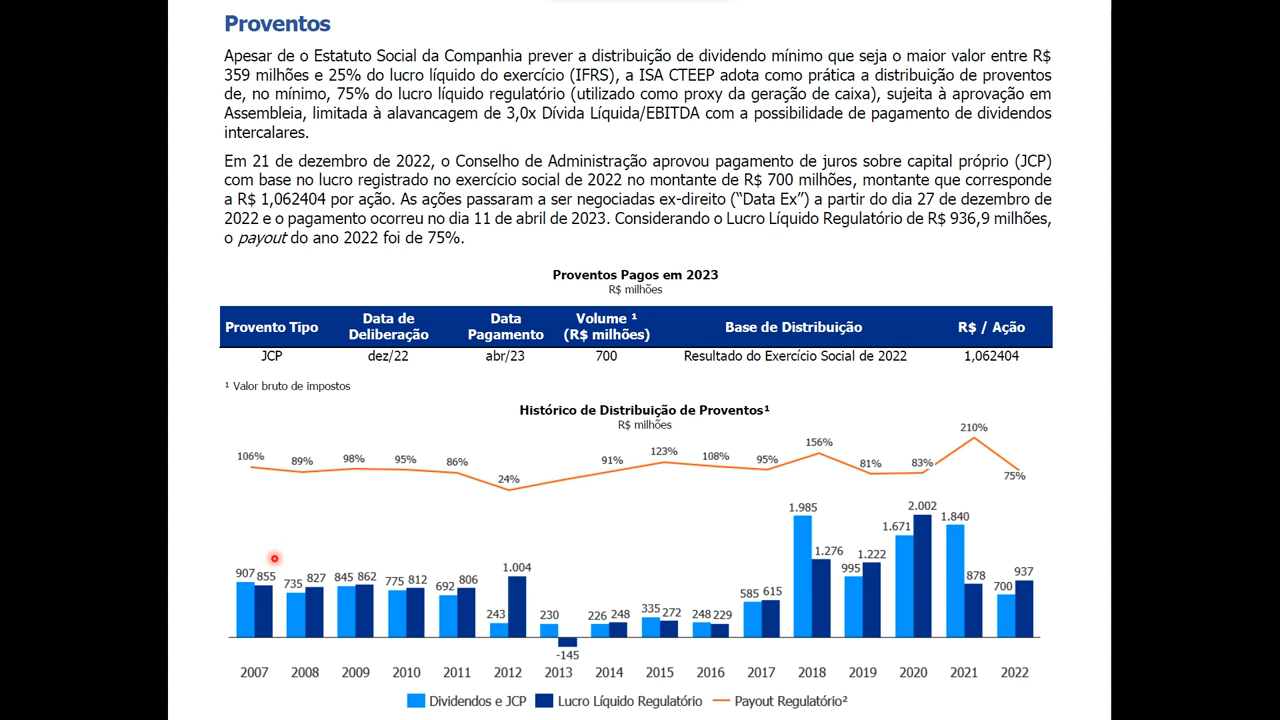 Proventos
Apesar de o Estatuto Social da Companhia prever a distribuição de dividendo mínimo que seja o maior valor entre R$
359 milhões e 25% do lucro líquido do exercício (IFRS), a ISA CTEEP adota como prática a distribuição de proventos
de, no mínimo, 75% do lucro líquido regulatório (utilizado como proxy da geração de caixa), sujeita à aprovação em
Assembleia, limitada à alavancagem de 3,0x Dívida Líquida/EBITDA com a possibilidade de pagamento de dividendos
intercalares.
Em 21 de dezembro de 2022, o Conselho de Administração aprovou pagamento de juros sobre capital próprio (JCP)
com base no lucro registrado no exercício social de 2022 no montante de R$ 700 milhões, montante que corresponde
a R$ 1,062404 por ação. As ações passaram a ser negociadas ex-direito (“Data Ex”) a partir do dia 27 de dezembro de
2022 e o pagamento ocorreu no dia 11 de abril de 2023. Considerando o Lucro Líquido Regulatório de R$ 936,9 milhões,
o payout do ano 2022 foi de 75%.
Proventos Pagos em 2023
R$ milhões
Provento Tipo Data de Deliberação Data Pagamento Volume ¹ (R$ milhões) Base de Distribuição R$ / Ação
JCP dez/22 abr/23 700 Resultado do Exercício Social de 2022 1,062404
¹ Valor bruto de impostos
Histórico de Distribuição de Proventos¹
R$ milhões
106% 89% 98% 95% 86% 24% 91% 123% 108% 95% 156% 81% 83% 210% 75%
907 855 735 827 845 862 775 812 692 806 243 1.004 230 -145 226 248 335 272 248 229 585 615 1.985 1.276 995 1.222 1.671 2.002 1.840 878 700 937
2007 2008 2009 2010 2011 2012 2013 2014 2015 2016 2017 2018 2019 2020 2021 2022
Dividendos e JCP Lucro Líquido Regulatório Payout Regulatório²